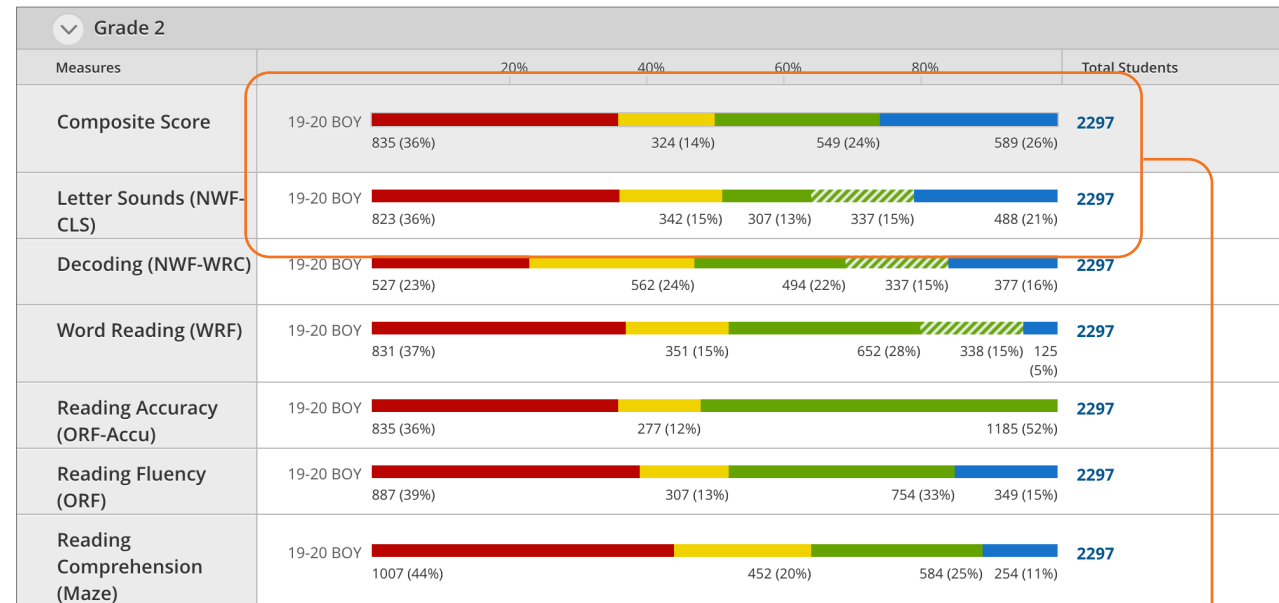 Grade 2
Measures 20% 40% 60% 80% Total Students
Composite Score 19-20 BOY 2297
835 (36%) 324 (14%) 549 (24%) 589 (26%)
Letter Sounds (NWF- 19-20 BOY 2297
CLS) 823 (36%) 342 (15%) 307 (13%) 337 (15%) 488 (21%)
Decoding (NWF-WRC) 19-20 BOY 2297
527 (23%) 562 (24%) 494 (22%) 337 (15%) 377 (16%)
Word Reading (WRF) 19-20 BOY 2297
831 (37%) 351 (15%) 652 (28%) 338 (15%) 125
(5%)
Reading Accuracy 19-20 BOY 2297
(ORF-Accu) 835 (36%) 277 (12%) 1185 (52%)
Reading Fluency 19-20 BOY 2297
(ORF) 887 (39%) 307 (13%) 754 (33%) 349 (15%)
Reading
Comprehension 19-20 BOY 2297
(Maze) 1007 (44%) 452 (20%) 584 (25%) 254 (11%)